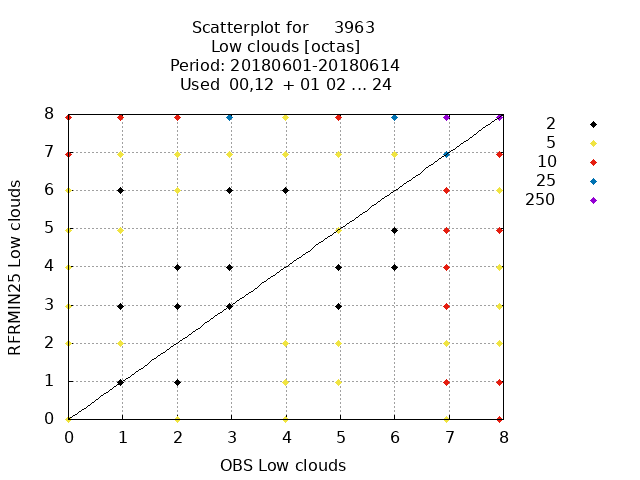 Scatterplot for     3963
Low clouds [octas]
Period: 20180601-20180614
Used  00,12  + 01 02 ... 24
8
7
6
5
4
3
2
1
0
0 1 2 3 4 5 6 7 8
RFRMIN25 Low clouds
OBS Low clouds
2
5
10
25
250